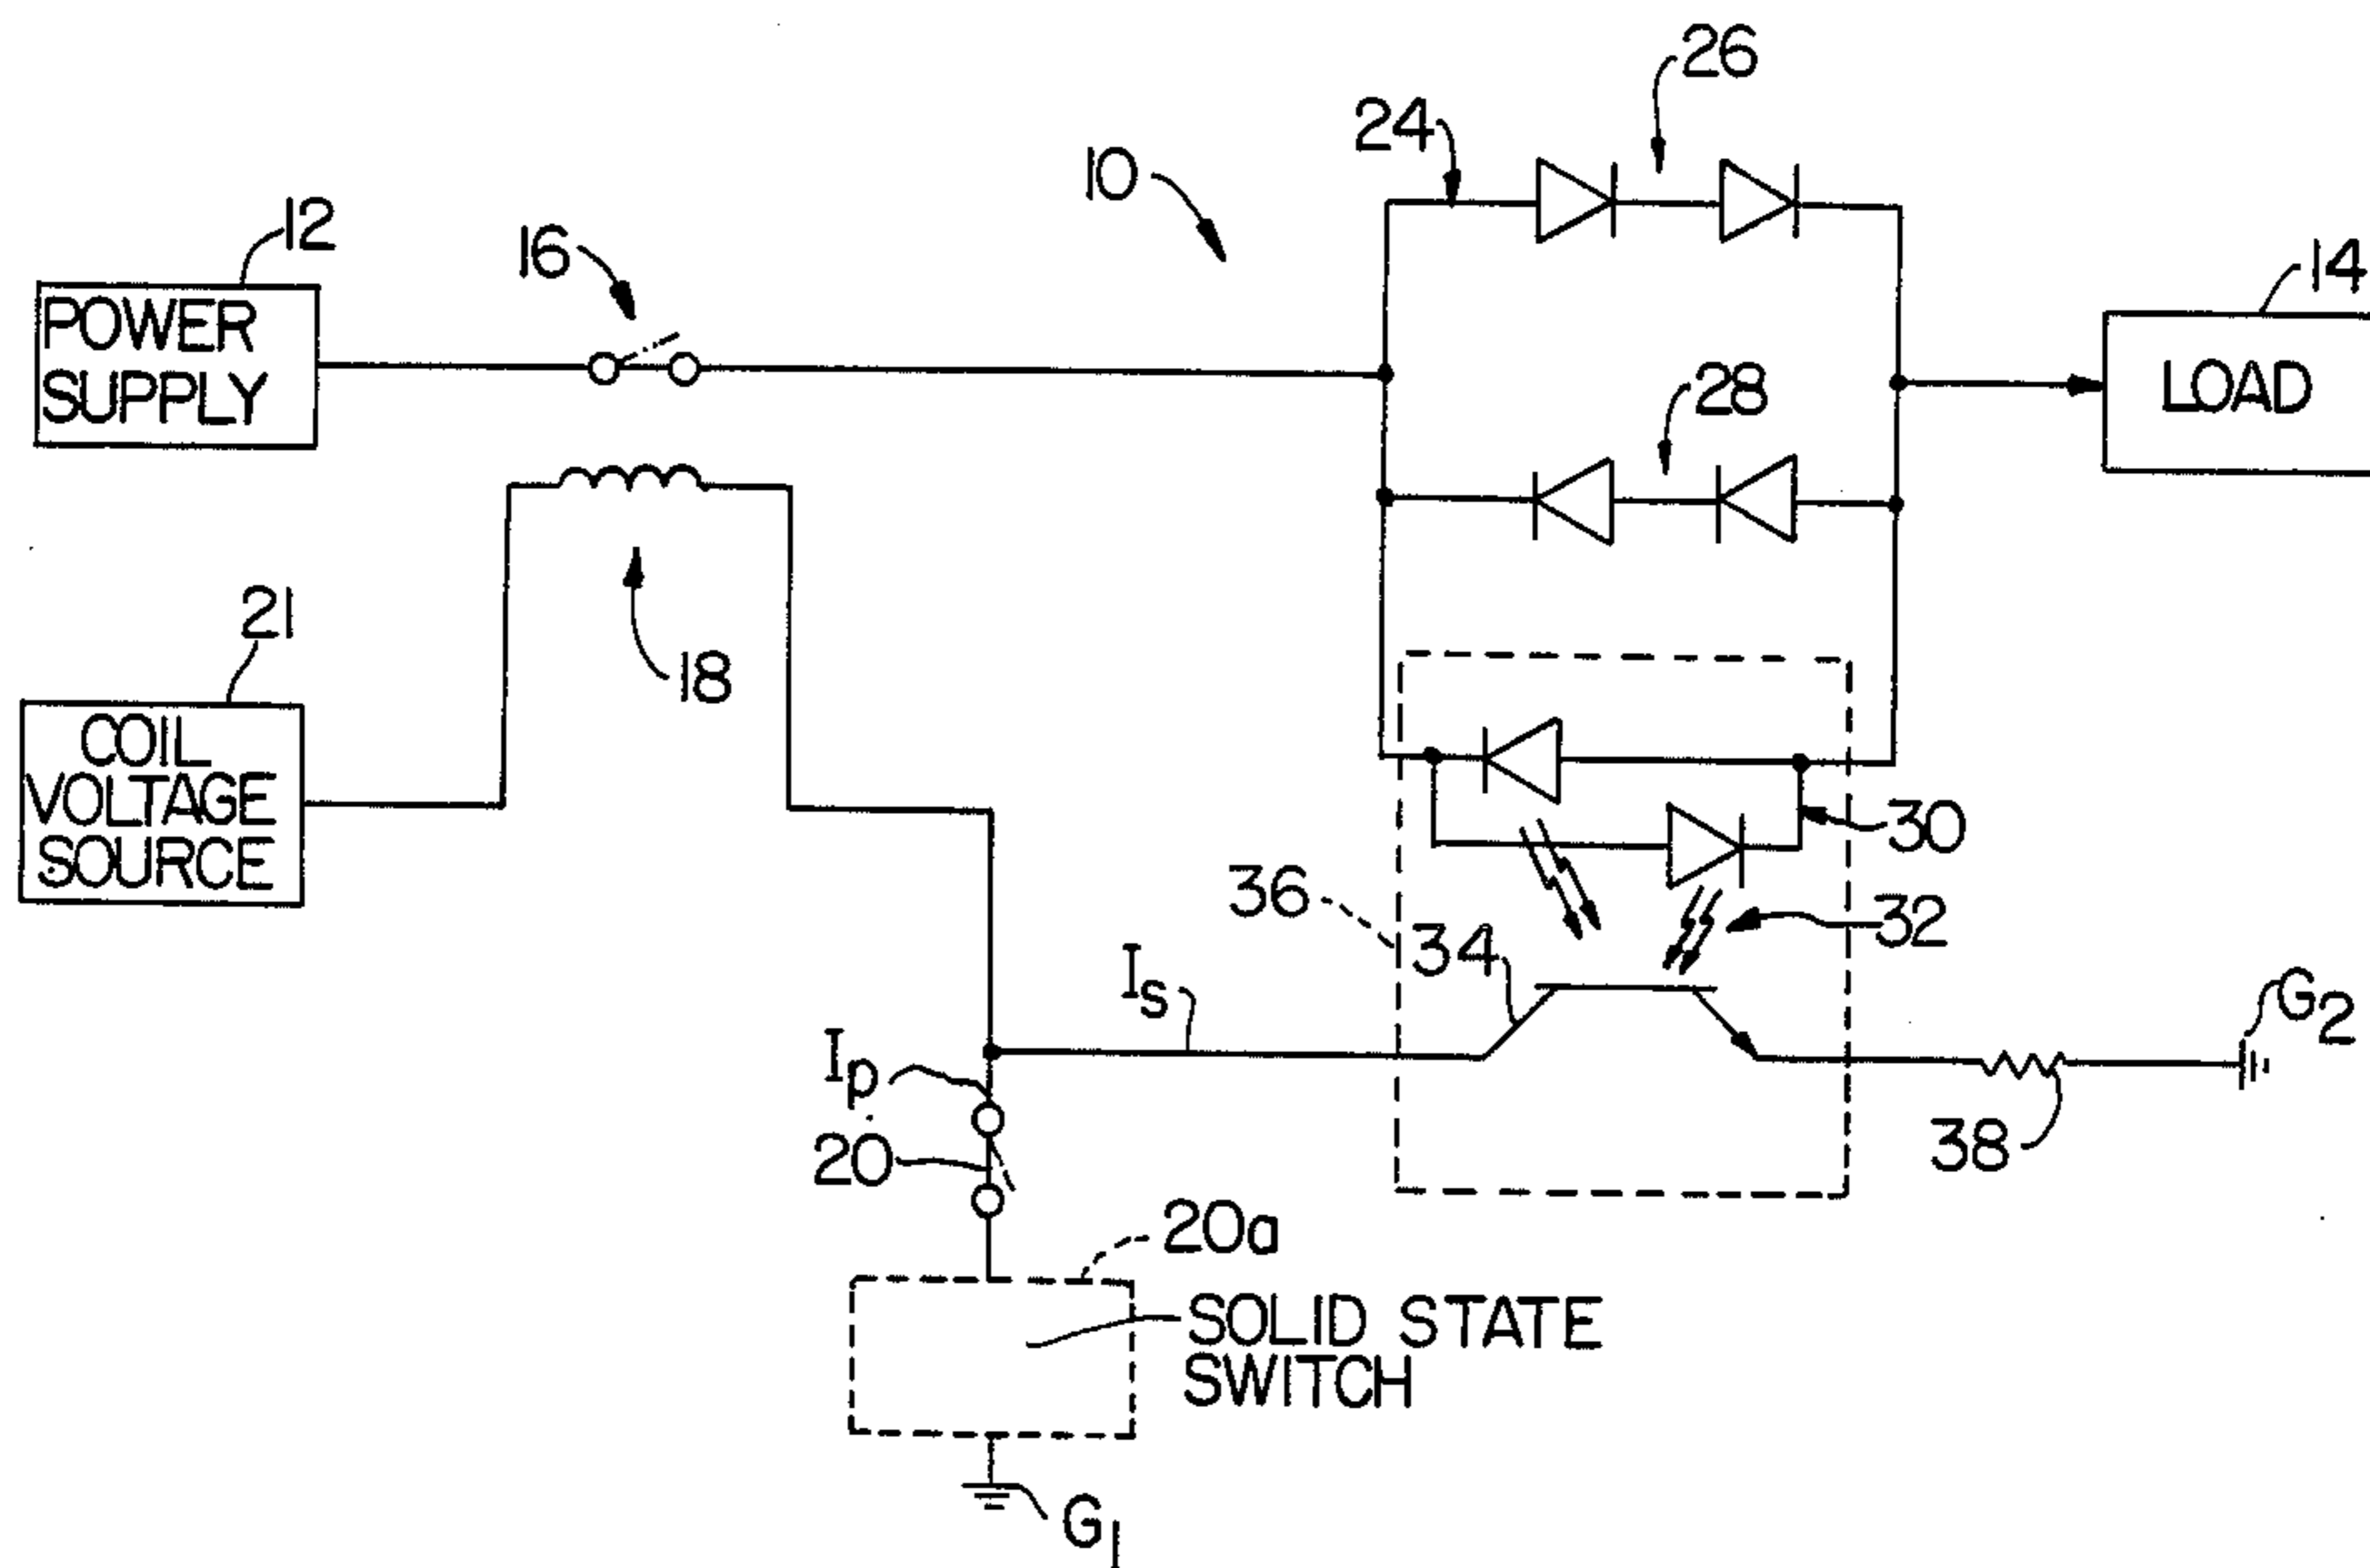 26
24
10
12
16
14
POWER
SUPPLY
LOAD
28
21
18
COIL
VOLTAGE
SOURCE
30
36
32
34
Is
G2
Ip
20
38
20a
SOLID STATE
SWITCH
G1